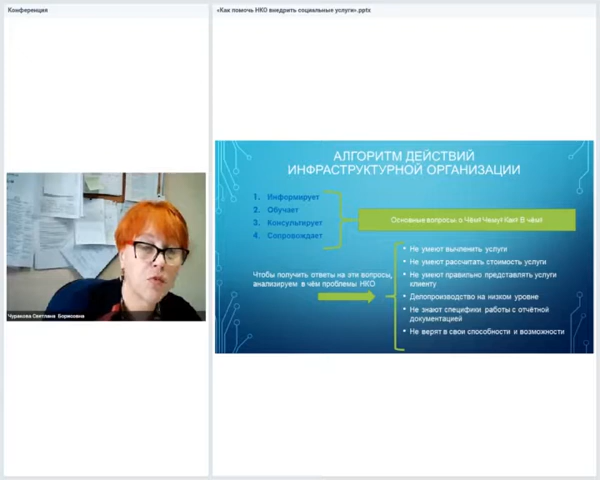 Конференция
«Как помочь НКО внедрить социальные услуги».pptx
АЛГОРИТМ ДЕЙСТВИЙ
ИНФРАСТРУКТУРНОЙ ОРГАНИЗАЦИИ
1. Информирует
2. Обучает
3. Консультирует
4. Сопровождает
Основные вопросы: о Чём! Чему! Как! В чём!
Чтобы получить ответы на эти вопросы,
анализируем в чём проблемы НКО
• Не умеют вычленить услуги
• Не умеют рассчитать стоимость услуги
• Не умеют правильно представлять услуги
клиенту
• Делопроизводство на низком уровне
• Не знают специфики работы с отчётной
документацией
• Не верят в свои способности и возможности
Чуракова Светлана Борисовна